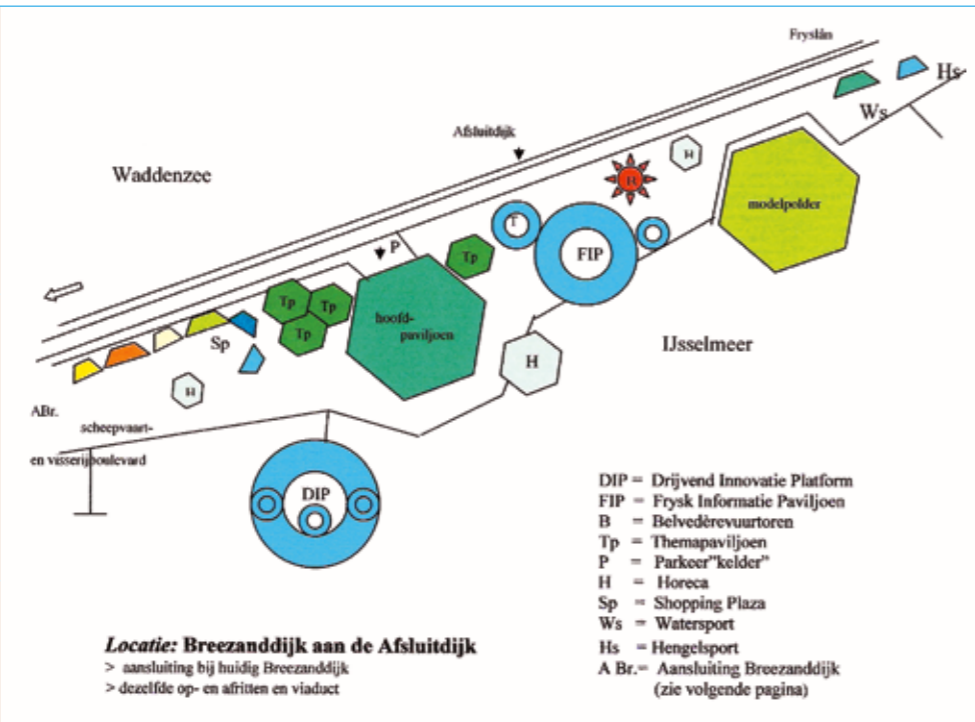 Fryslân
Hs
Ws
Afsluitdijk
H
Waddenzee
B
modelpolder
T
P
FIP
Tp
Tp
Tp
Tp
hoofd-
paviljoen
IJsselmeer
Sp
H
H
ABr.
scheepvaart-
en visserijboulevard
DIP
DIP = Drijvend Innovatie Platform
FIP = Frysk Informatie Paviljoen
B = Belvedèrevuurtoren
Tp = Themapaviljoen
P = Parkeer"kelder"
H = Horeca
Sp = Shopping Plaza
Ws = Watersport
Hs = Hengelsport
A Br.= Aansluiting Breezanddijk
(zie volgende pagina)
Locatie: Breezanddijk aan de Afsluitdijk
> aansluiting bij huidig Breezanddijk
> dezelfde op- en afritten en viaduct